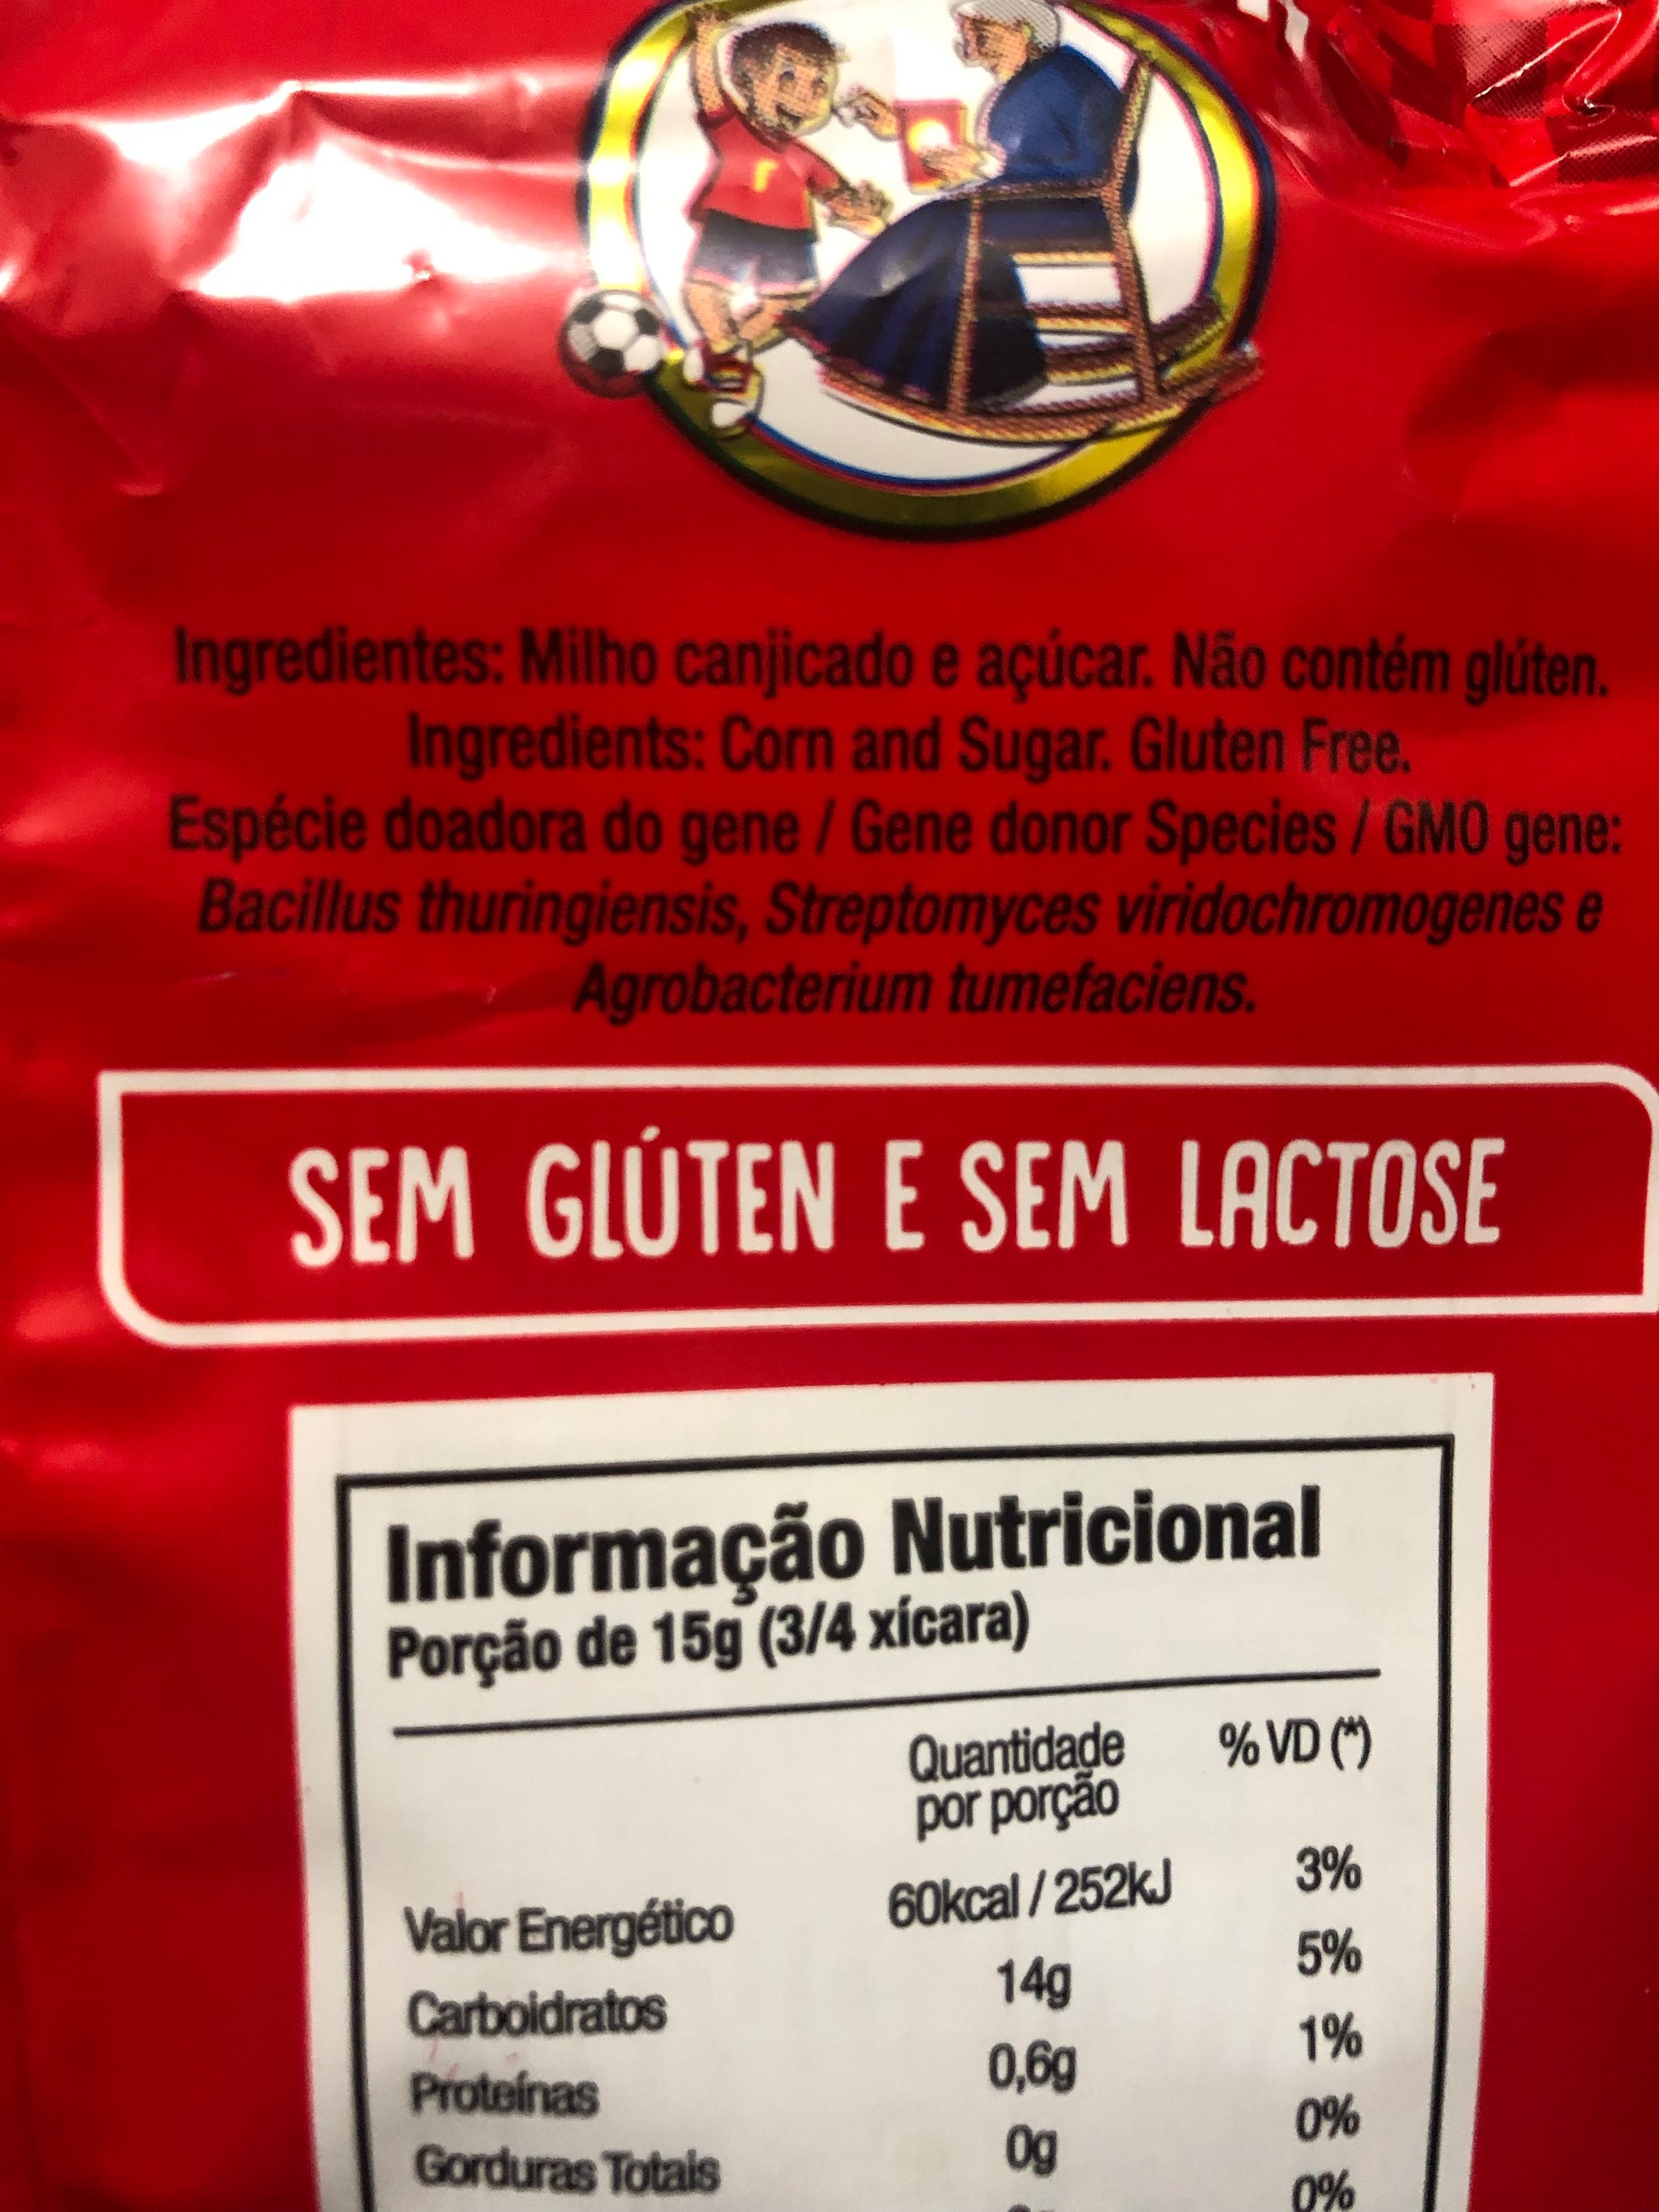 Ingredientes: Milho canjicado e açúcar. Não contém glúten.
Ingredients: Corn and Sugar. Gluten Free.
Espécie doadora do gene / Gene donor Species / GMO gene:
Bacillus thuringiensis, Streptomyces viridochromogenes e
Agrobacterium tumefaciens.
SEM GLÚTEN E SEM LACTOSE
Informação Nutricional
Porção de 15g (3/4 xícara)
Quantidade por porção % VD (*)
Valor Energético 60kcal / 252kJ 3%
Carboidratos 14g 5%
Proteínas 0,6g 1%
Gorduras Totais 0g 0%
0%